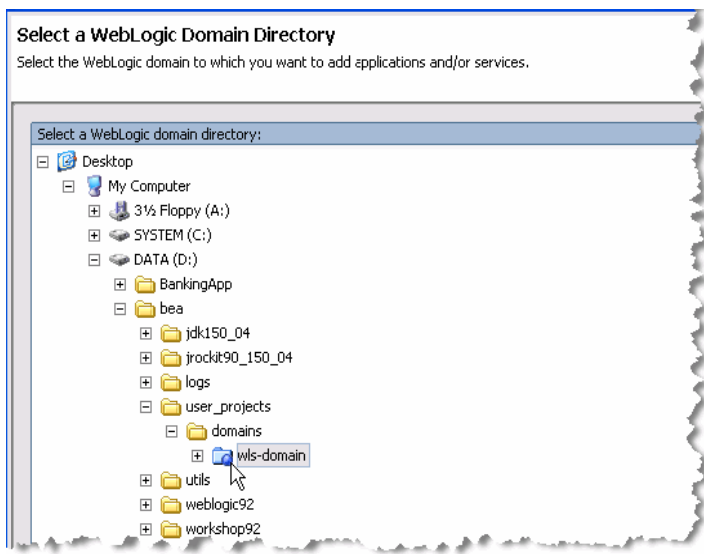 Select a WebLogic Domain Directory
Select the WebLogic domain to which you want to add applications and/or services.
Select a WebLogic domain directory:
Desktop
My Computer
3½ Floppy (A:)
SYSTEM (C:)
DATA (D:)
BankingApp
bea
jdk150_04
jrockit90_150_04
logs
user_projects
domains
wls-domain
utils
weblogic92
workshop92